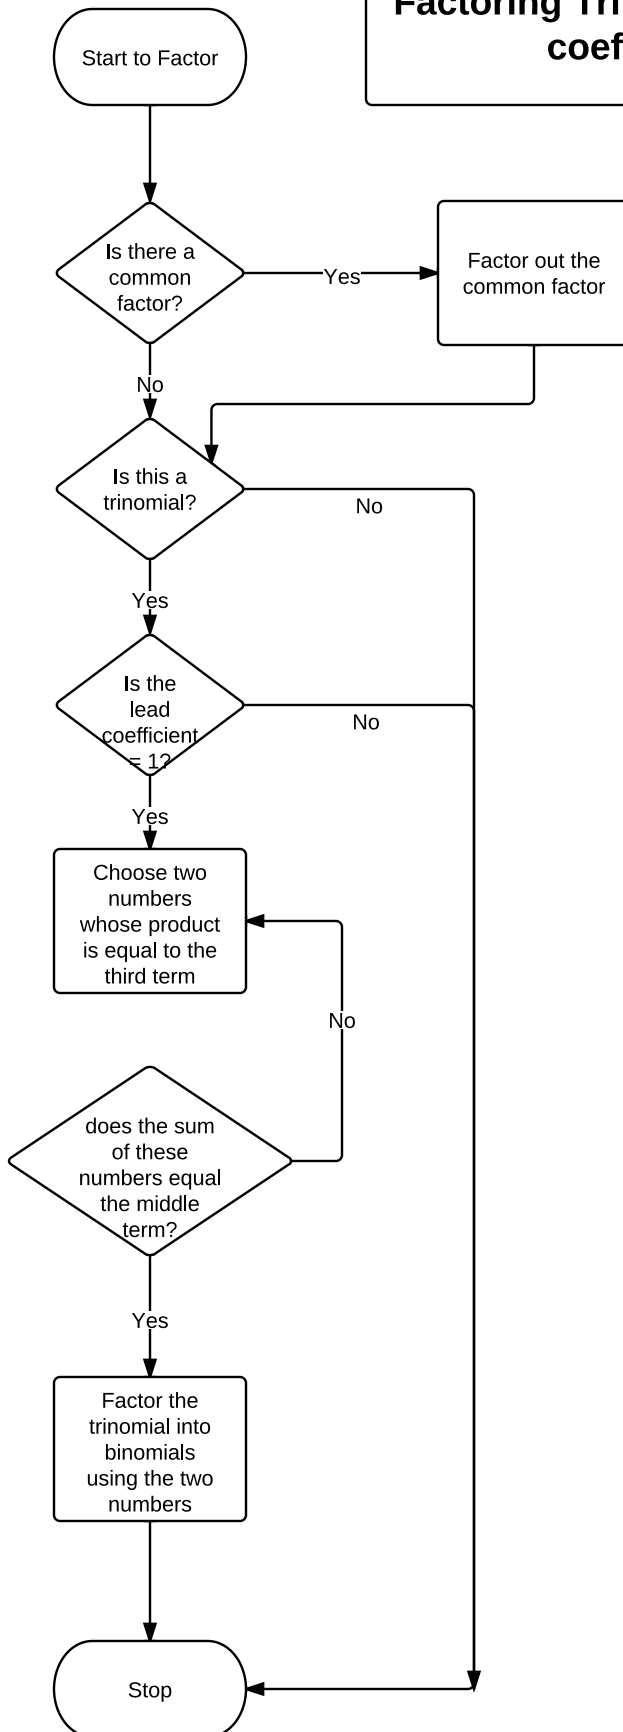 Factoring Tri
coef
Start to Factor
Is there a
common
factor?
Yes
Factor out the
common factor
No
Is this a
trinomial?
No
Yes
Is the
lead
coefficient
= 1?
No
Yes
Choose two
numbers
whose product
is equal to the
third term
No
does the sum
of these
numbers equal
the middle
term?
Yes
Factor the
trinomial into
binomials
using the two
numbers
Stop